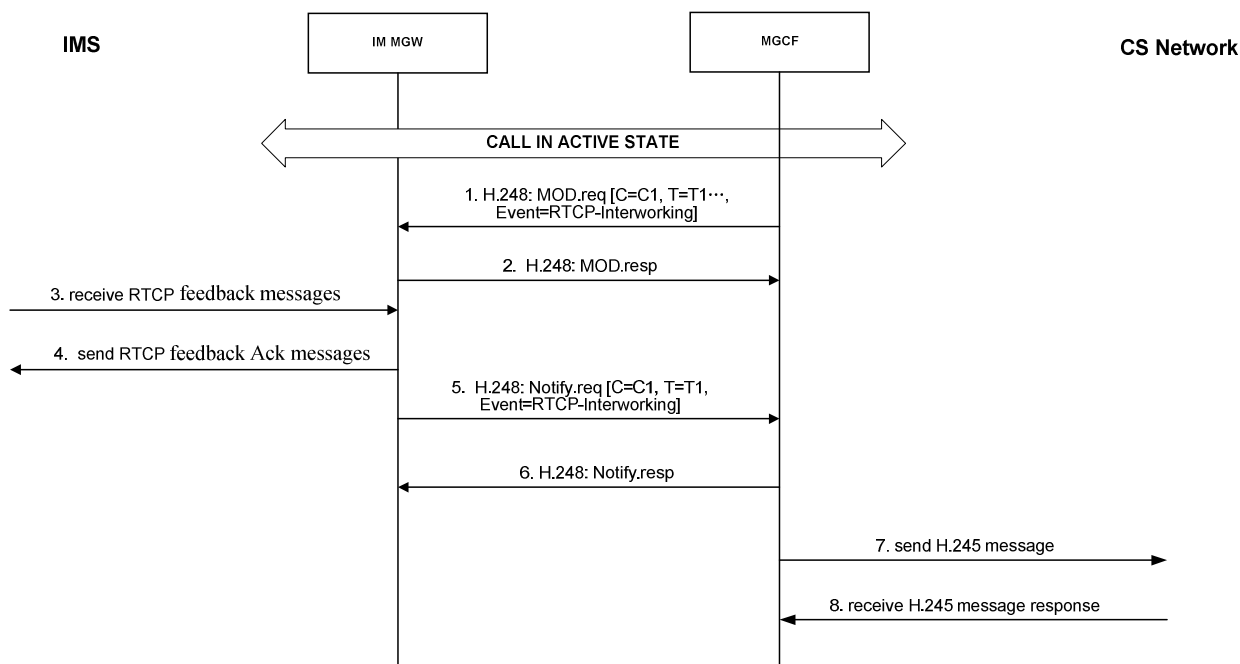 IMS
IM MGW
MGCF
CS Network
CALL IN ACTIVE STATE
1. H.248: MOD.req [C=C1, T=T1⋯,
Event=RTCP-Interworking]
2. H.248: MOD.resp
3. receive RTCP feedback messages
4. send RTCP feedback Ack messages
5. H.248: Notify.req [C=C1, T=T1,
Event=RTCP-Interworking]
6. H.248: Notify.resp
7. send H.245 message
8. receive H.245 message response